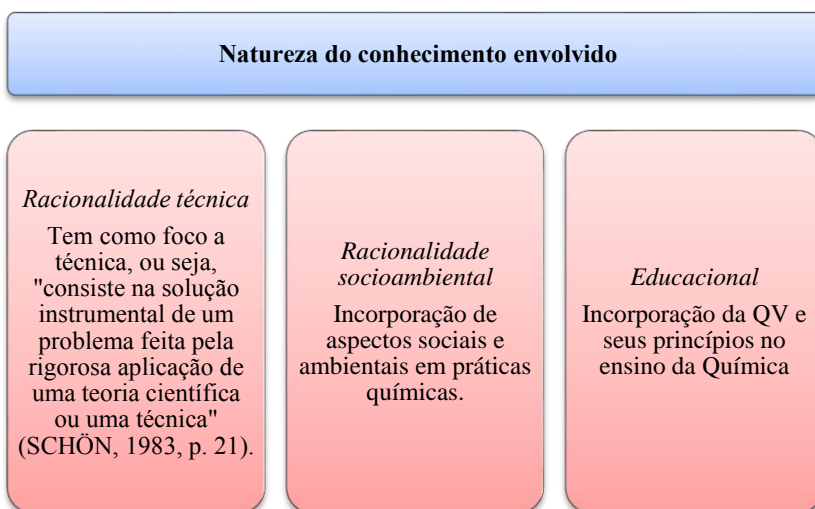 Natureza do conhecimento envolvido
Racionalidade técnica
Tem como foco a
técnica, ou seja,
"consiste na solução
instrumental de um
problema feita pela
rigorosa aplicação de
uma teoria científica
ou uma técnica"
(SCHÖN, 1983, p. 21).
Racionalidade
socioambiental
Incorporação de
aspectos sociais e
ambientais em práticas
químicas.
Educacional
Incorporação da QV e
seus princípios no
ensino da Química